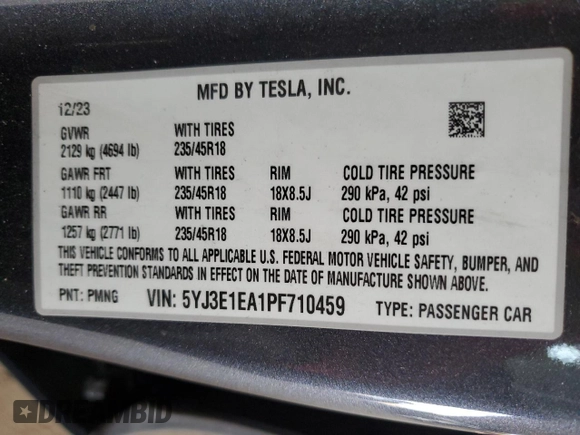 MFD BY TESLA, INC.
12/23
GVWR WITH TIRES
2129 kg (4694 lb) 235/45R18
GAWR FRT WITH TIRES RIM COLD TIRE PRESSURE
1110 kg (2447 lb) 235/45R18 18X8.5J 290 kPa, 42 psi
GAWR RR WITH TIRES RIM COLD TIRE PRESSURE
1257 kg (2771 lb) 235/45R18 18X8.5J 290 kPa, 42 psi
THIS VEHICLE CONFORMS TO ALL APPLICABLE U.S. FEDERAL MOTOR VEHICLE SAFETY, BUMPER, AND
THEFT PREVENTION STANDARDS IN EFFECT ON THE DATE OF MANUFACTURE SHOWN ABOVE.
PNT: PMNG VIN: 5YJ3E1EA1PF710459 TYPE: PASSENGER CAR
DREAMBID